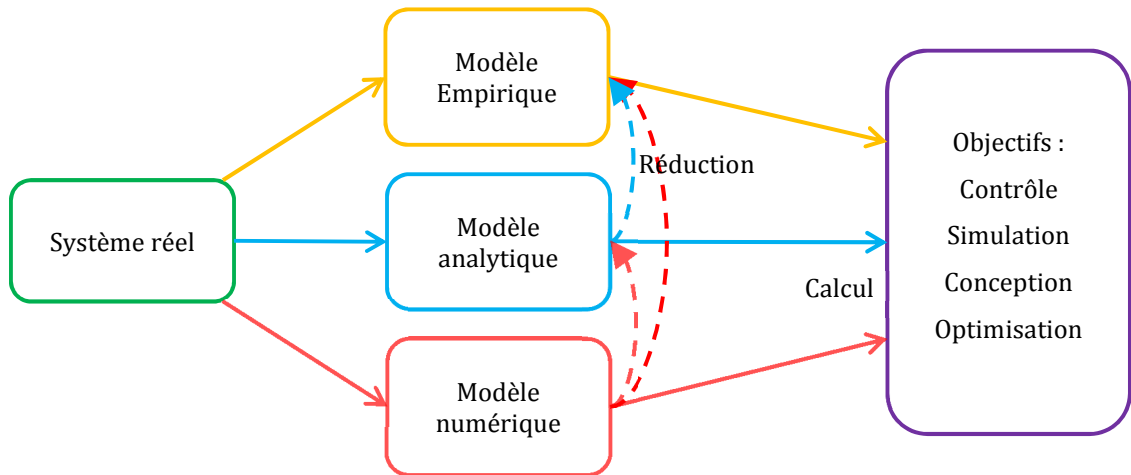 Système réel
Modèle
Empirique
Modèle
analytique
Modèle
numérique
Réduction
Calcul
Objectifs :
Contrôle
Simulation
Conception
Optimisation